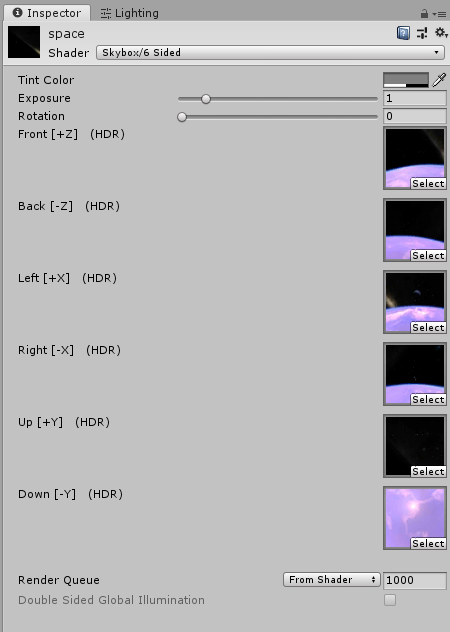 Inspector Lighting
space
Shader Skybox/6 Sided
Tint Color
Exposure 1
Rotation 0
Front [+Z] (HDR)
Select
Back [-Z] (HDR)
Select
Left [+X] (HDR)
Select
Right [-X] (HDR)
Select
Up [+Y] (HDR)
Select
Down [-Y] (HDR)
Select
Render Queue From Shader 1000
Double Sided Global Illumination